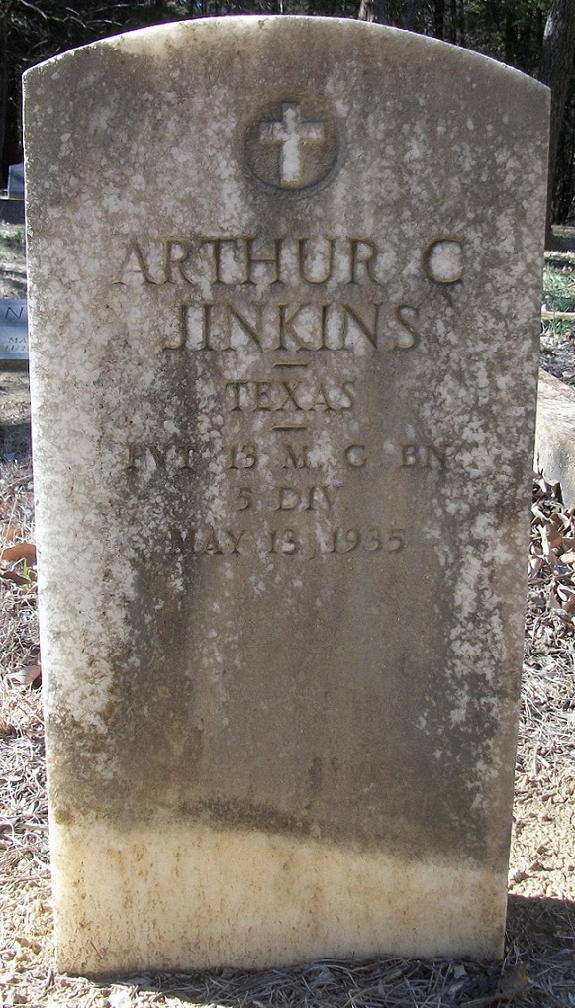 ARTHUR C
JINKINS
TEXAS
PVT 13 M. G. BN
5 DIV
MAY 13 1935